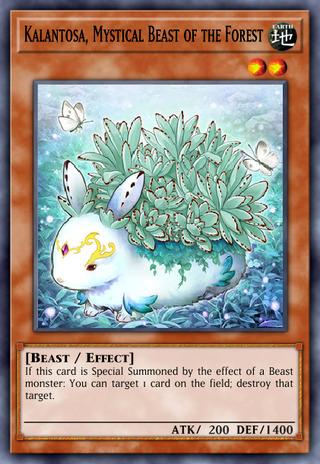 Kalantosa, Mystical Beast of the Forest
EARTH
地
[Beast / Effect]
If this card is Special Summoned by the effect of a Beast
monster: You can target 1 card on the field; destroy that
target.
ATK/ 200 DEF/1400